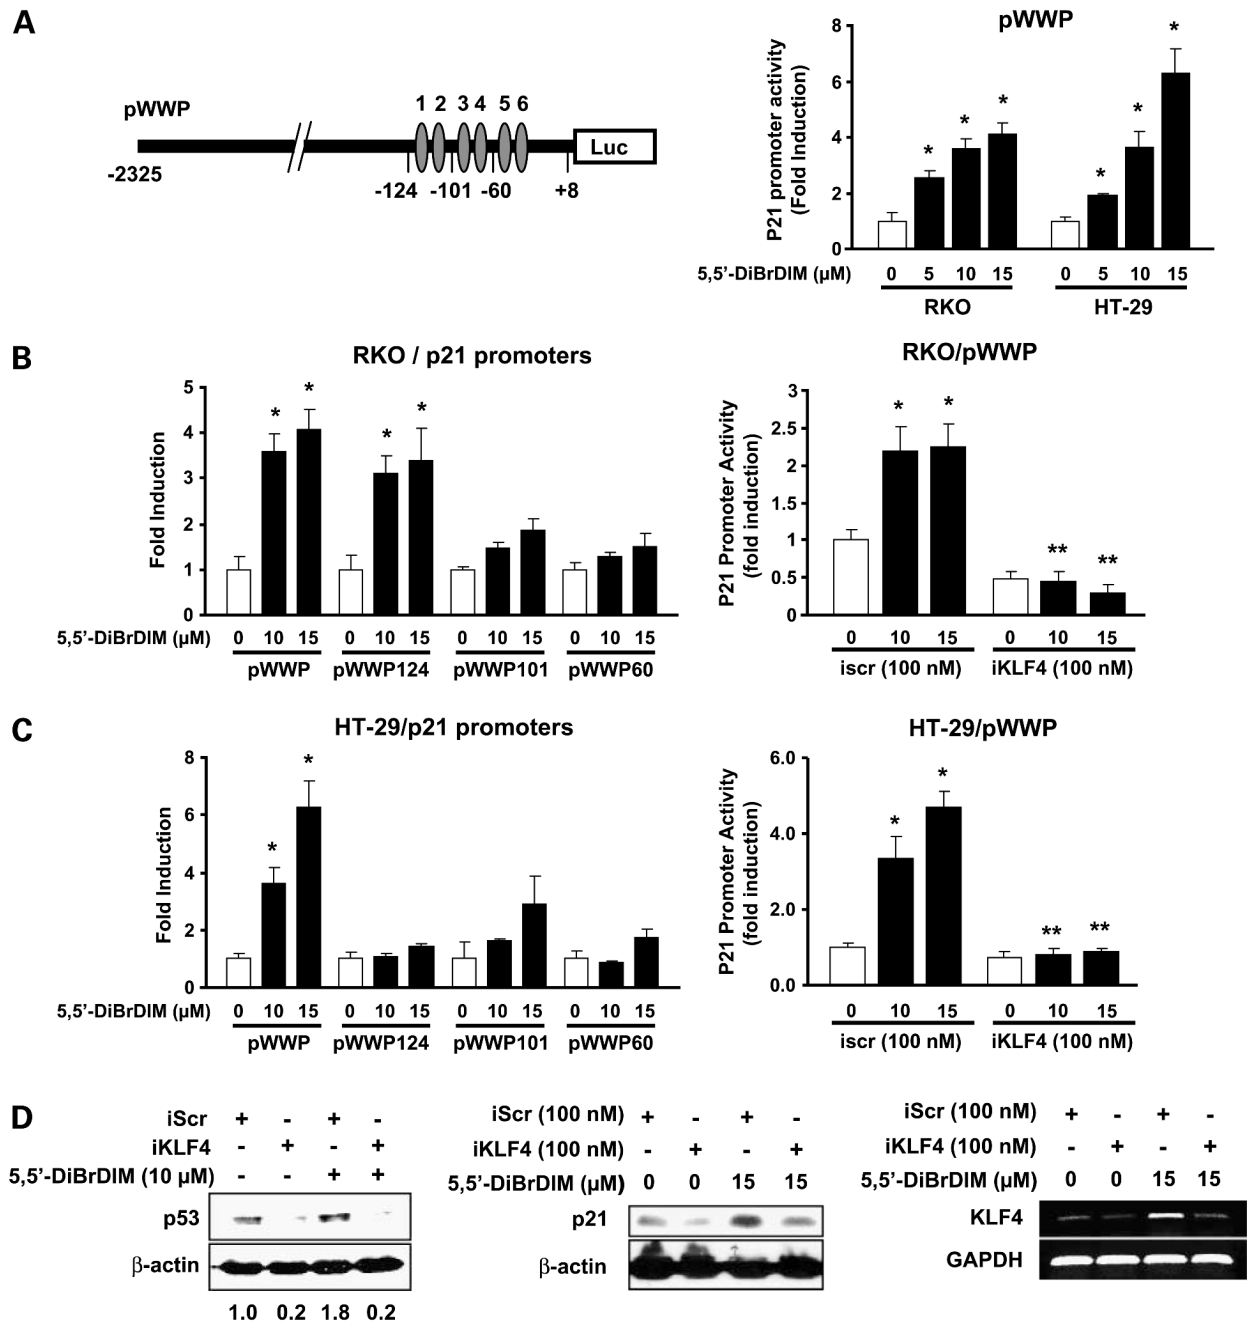 A
pWWP
1 2 3 4 5 6
Luc
-2325
-124 -101 -60 +8
pWWP
P21 promoter activity
(Fold Induction)
8
6
4
2
0
* * * * * *
5,5’-DiBrDIM (µM) 0 5 10 15 0 5 10 15
RKO HT-29
B
RKO / p21 promoters
Fold Induction
5
4
3
2
1
0
* * * *
5,5’-DiBrDIM (µM) 0 10 15 0 10 15 0 10 15 0 10 15
pWWP pWWP124 pWWP101 pWWP60
RKO/pWWP
P21 Promoter Activity
(fold induction)
3
2.5
2
1.5
1
0.5
0
* * ** **
0 10 15 0 10 15
iscr (100 nM) iKLF4 (100 nM)
C
HT-29/p21 promoters
Fold Induction
8
6
4
2
0
* *
5,5’-DiBrDIM (µM) 0 10 15 0 10 15 0 10 15 0 10 15
pWWP pWWP124 pWWP101 pWWP60
HT-29/pWWP
P21 Promoter Activity
(fold induction)
6.0
4.0
2.0
0.0
* * ** **
0 10 15 0 10 15
iscr (100 nM) iKLF4 (100 nM)
D
iScr + - + -
iKLF4 - + - +
5,5’-DiBrDIM (10 µM) - - + +
p53
β-actin
1.0 0.2 1.8 0.2
iScr (100 nM) + - + -
iKLF4 (100 nM) - + - +
5,5’-DiBrDIM (µM) 0 0 15 15
p21
β-actin
iScr (100 nM) + - + -
iKLF4 (100 nM) - + - +
5,5’-DiBrDIM (µM) 0 0 15 15
KLF4
GAPDH